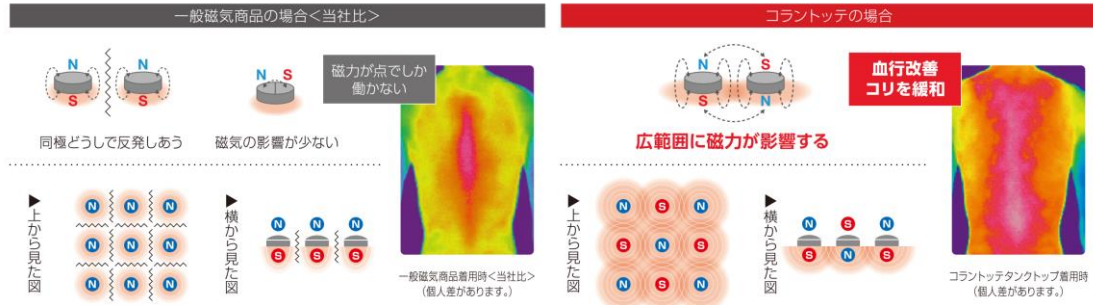 一般磁気商品の場合＜当社比＞
N
N
S
S
同極どうしで反発しあう
N S
磁気の影響が少ない
磁力が点でしか
働かない
▶上から見た図
N N N
N N N
N N N
▶横から見た図
N N N
S S S
一般磁気商品着用時＜当社比＞
（個人差があります。）
コラントッテの場合
N S
S N
広範囲に磁力が影響する
血行改善
コリを緩和
▶上から見た図
N S N
S N S
N S N
▶横から見た図
N S N
S N S
コラントッテタンクトップ着用時
（個人差があります。）